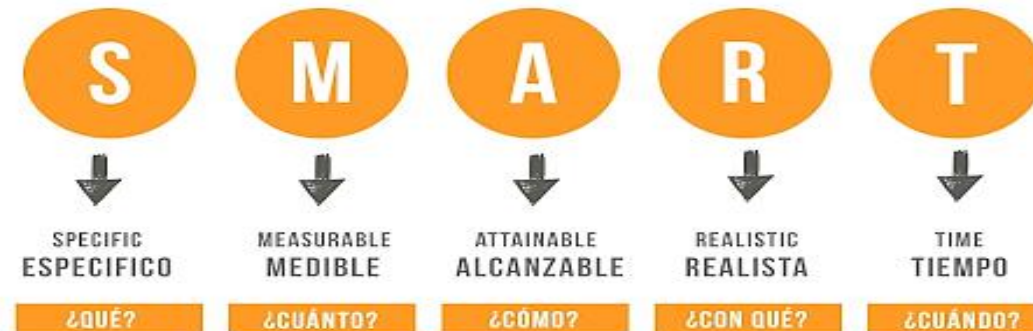 S M A R T
SPECIFIC MEASURABLE ATTAINABLE REALISTIC TIME
ESPECIFICO MEDIBLE ALCANZABLE REALISTA TIEMPO
¿QUÉ? ¿CUÁNTO? ¿CÓMO? ¿CON QUÉ? ¿CUÁNDO?